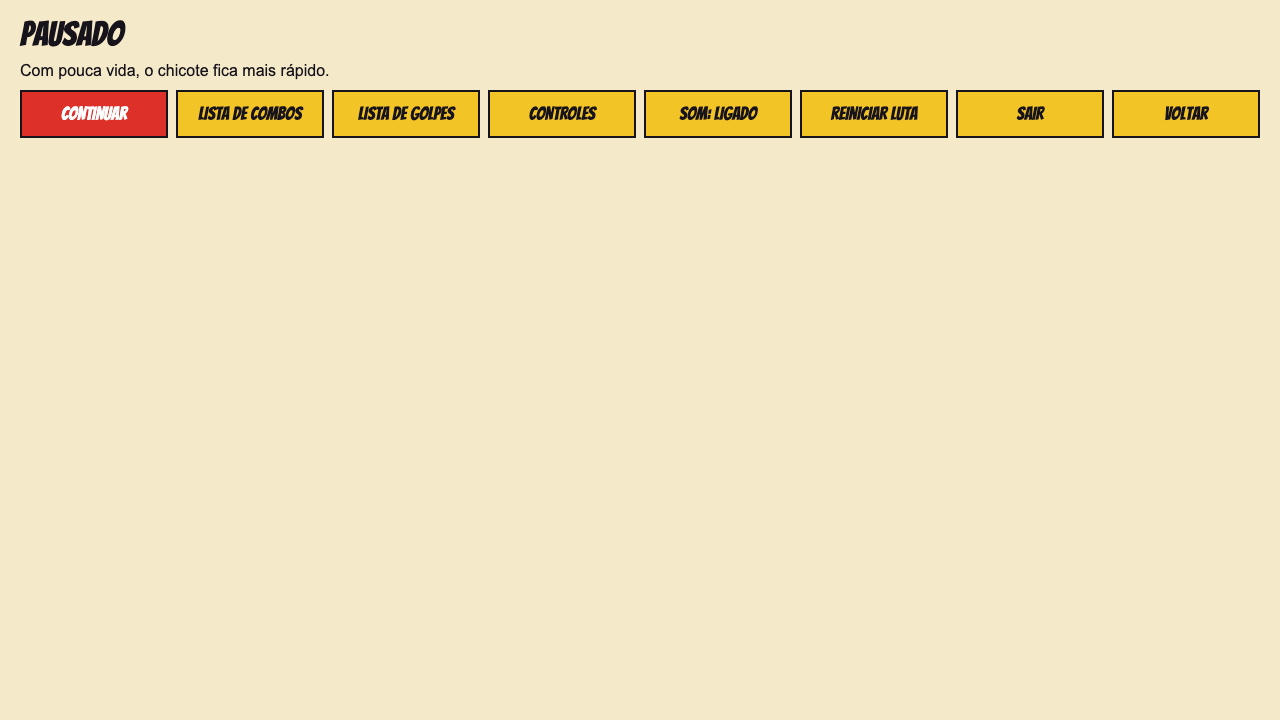 PAUSADO
Com pouca vida, o chicote fica mais rápido.
CONTINUAR
LISTA DE COMBOS
LISTA DE GOLPES
CONTROLES
SOM: LIGADO
REINICIAR LUTA
SAIR
VOLTAR